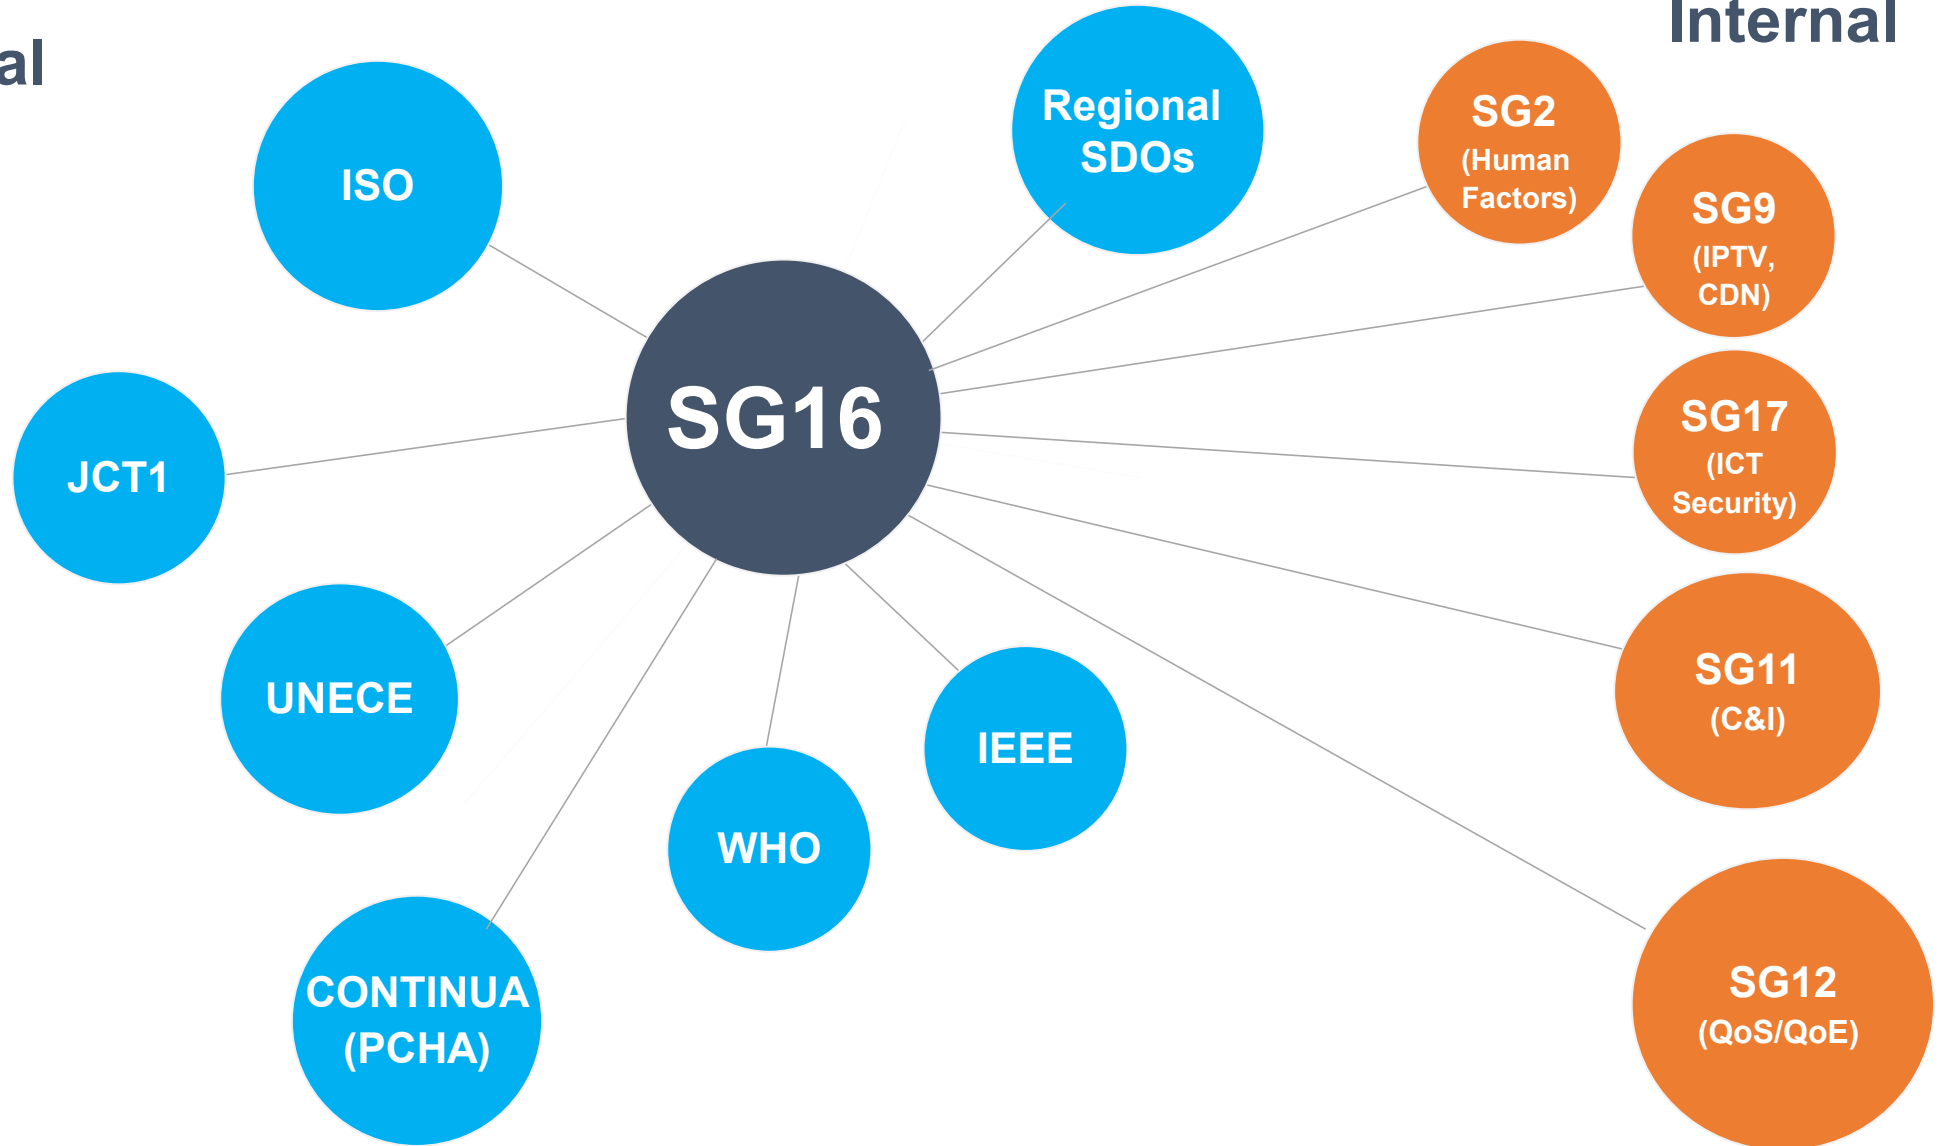 al
Internal
ISO
Regional
SDOs
SG2
(Human
Factors)
SG9
(IPTV,
CDN)
SG16
JCT1
SG17
(ICT
Security)
UNECE
IEEE
SG11
(C&I)
WHO
CONTINUA
(PCHA)
SG12
(QoS/QoE)